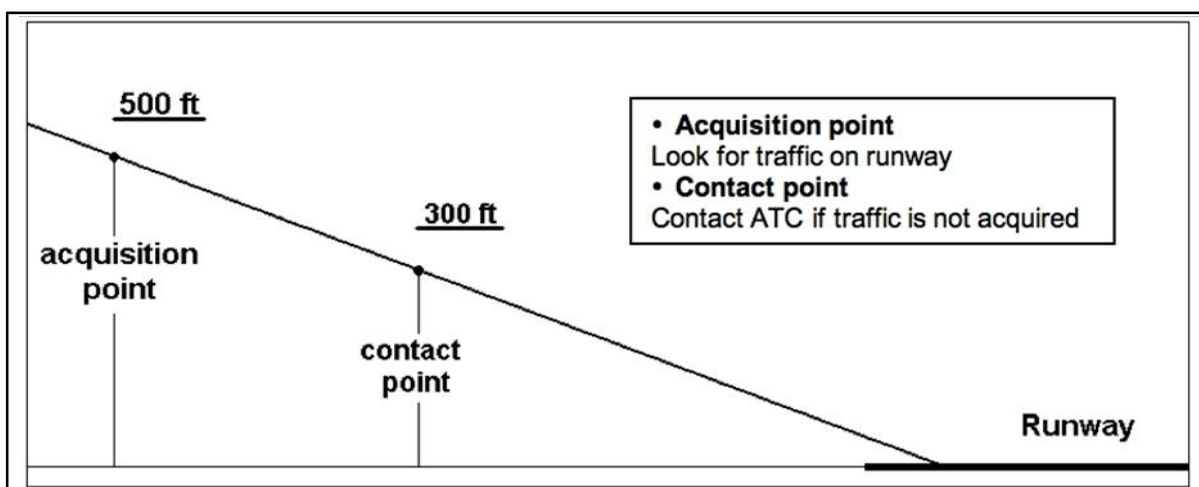 500 ft
acquisition
point
300 ft
contact
point
• Acquisition point
Look for traffic on runway
• Contact point
Contact ATC if traffic is not acquired
Runway